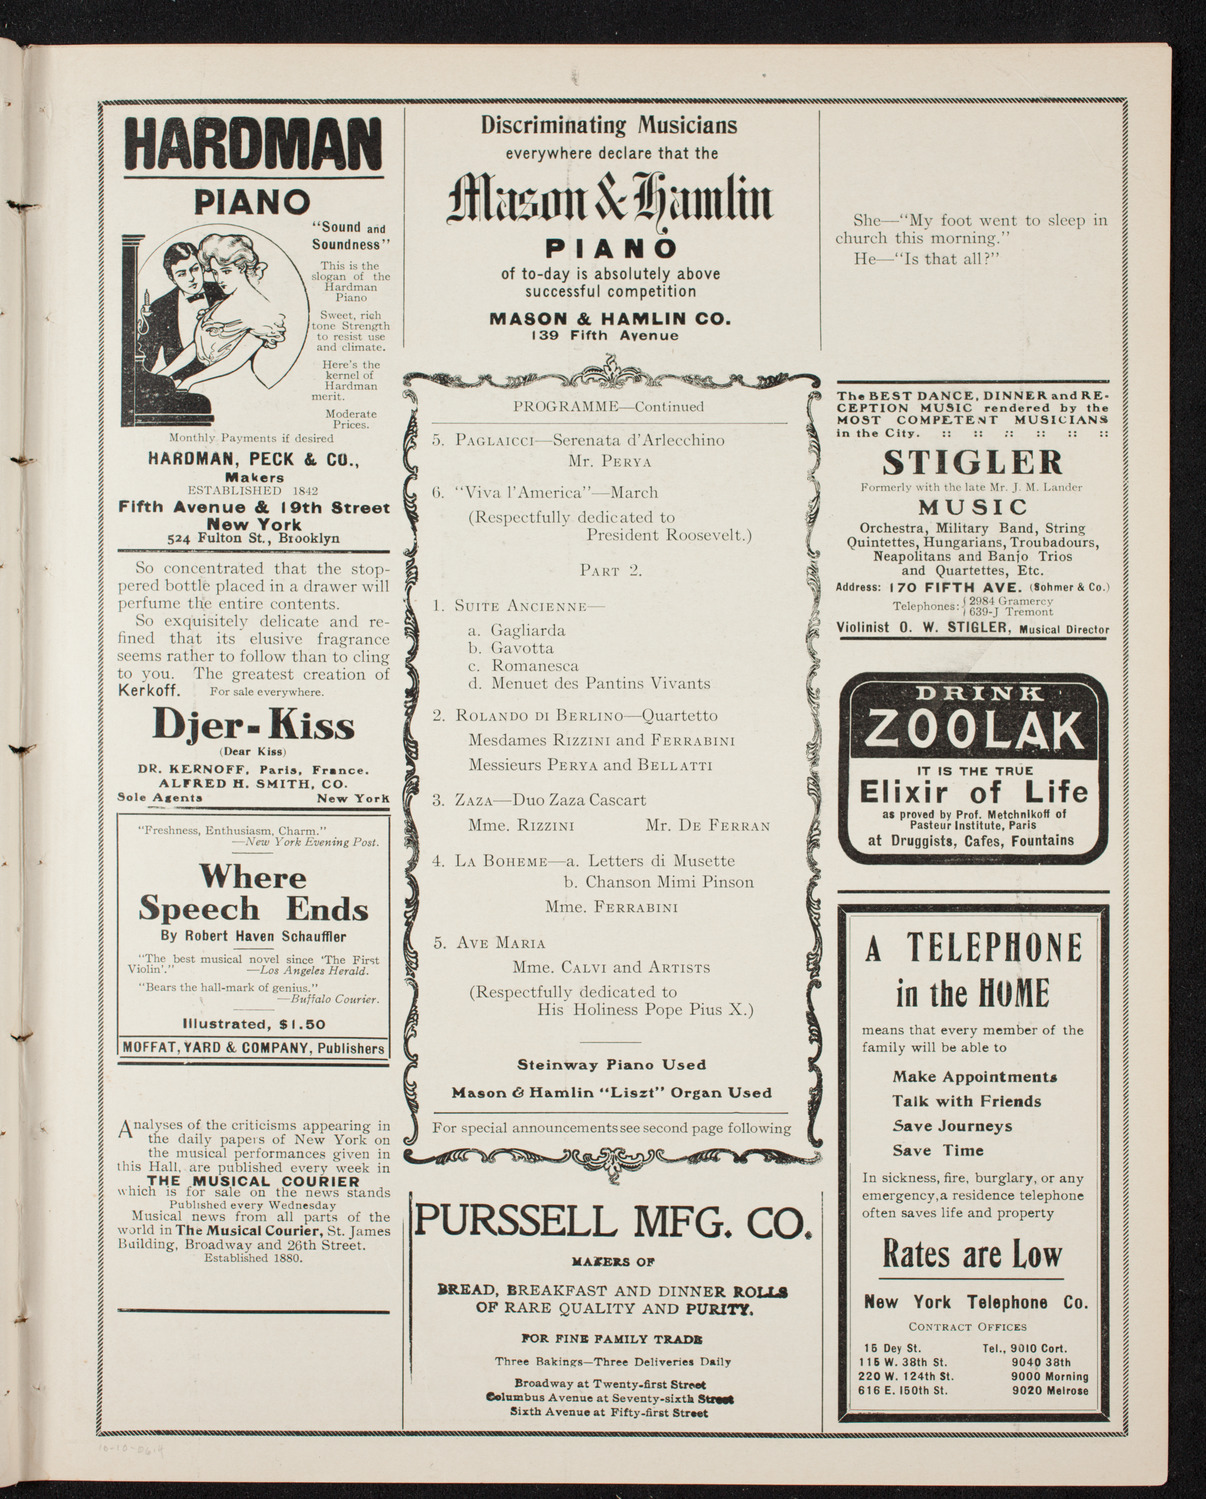 HARDMAN
PIANO
"Sound and
Soundness"
This is the
slogan of the
Hardman
Piano
Sweet, rich
tone Strength
to resist use
and climate.
Here's the
kernel of
Hardman
merit.
Moderate
Prices.
Monthly Payments if desired
HARDMAN, PECK & CO.,
Makers
ESTABLISHED 1842
Fifth Avenue & 19th Street
New York
524 Fulton St., Brooklyn
So concentrated that the stop-
pered bottle placed in a drawer will
perfume the entire contents.
So exquisitely delicate and re-
fined that its elusive fragrance
seems rather to follow than to cling
to you. The greatest creation of
Kerkoff. For sale everywhere.
Djer-Kiss
(Dear Kiss)
DR. KERNOFF, Paris, France.
ALFRED H. SMITH, CO.
Sole Agents New York
"Freshness, Enthusiasm, Charm."
—New York Evening Post.
Where
Speech Ends
By Robert Haven Schauffler
"The best musical novel since 'The First
Violin'." —Los Angeles Herald.
"Bears the hall-mark of genius."
—Buffalo Courier.
Illustrated, $1.50
MOFFAT, YARD & COMPANY, Publishers
Analyses of the criticisms appearing in
the daily papers of New York on
the musical performances given in
this Hall, are published every week in
THE MUSICAL COURIER
which is for sale on the news stands
Published every Wednesday
Musical news from all parts of the
world in The Musical Courier, St. James
Building, Broadway and 26th Street.
Established 1880.
Discriminating Musicians
everywhere declare that the
Mason & Hamlin
PIANO
of to-day is absolutely above
successful competition
MASON & HAMLIN CO.
139 Fifth Avenue
PROGRAMME—Continued
5. PAGLAICCI—Serenata d'Arlecchino
Mr. PERYA
6. "Viva l'America"—March
(Respectfully dedicated to
President Roosevelt.)
PART 2.
1. SUITE ANCIENNE—
a. Gagliarda
b. Gavotta
c. Romanesca
d. Menuet des Pantins Vivants
2. ROLANDO DI BERLINO—Quartetto
Mesdames RIZZINI and FERRABINI
Messieurs PERYA and BELLATTI
3. ZAZA—Duo Zaza Cascart
Mme. RIZZINI Mr. DE FERRAN
4. LA BOHEME—a. Letters di Musette
b. Chanson Mimi Pinson
Mme. FERRABINI
5. AVE MARIA
Mme. CALVI and ARTISTS
(Respectfully dedicated to
His Holiness Pope Pius X.)
Steinway Piano Used
Mason & Hamlin "Liszt" Organ Used
For special announcements see second page following
PURSSELL MFG. CO.
MAKERS OF
BREAD, BREAKFAST AND DINNER ROLLS
OF RARE QUALITY AND PURITY.
FOR FINE FAMILY TRADE
Three Bakings—Three Deliveries Daily
Broadway at Twenty-first Street
Columbus Avenue at Seventy-sixth Street
Sixth Avenue at Fifty-first Street
She—"My foot went to sleep in
church this morning."
He—"Is that all?"
The BEST DANCE, DINNER and RE-
CEPTION MUSIC rendered by the
MOST COMPETENT MUSICIANS
in the City. :: :: :: :: :: ::
STIGLER
Formerly with the late Mr. J. M. Lander
MUSIC
Orchestra, Military Band, String
Quintettes, Hungarians, Troubadours,
Neapolitans and Banjo Trios
and Quartettes, Etc.
Address: 170 FIFTH AVE. (Sohmer & Co.)
Telephones: { 2984 Gramercy
639-J Tremont
Violinist O. W. STIGLER, Musical Director
DRINK
ZOOLAK
IT IS THE TRUE
Elixir of Life
as proved by Prof. Metchnikoff of
Pasteur Institute, Paris
at Druggists, Cafes, Fountains
A TELEPHONE
in the HOME
means that every member of the
family will be able to
Make Appointments
Talk with Friends
Save Journeys
Save Time
In sickness, fire, burglary, or any
emergency, a residence telephone
often saves life and property
Rates are Low
New York Telephone Co.
CONTRACT OFFICES
15 Dey St. Tel., 9010 Cort.
115 W. 38th St. 9040 38th
220 W. 124th St. 9000 Morning
616 E. 150th St. 9020 Melrose